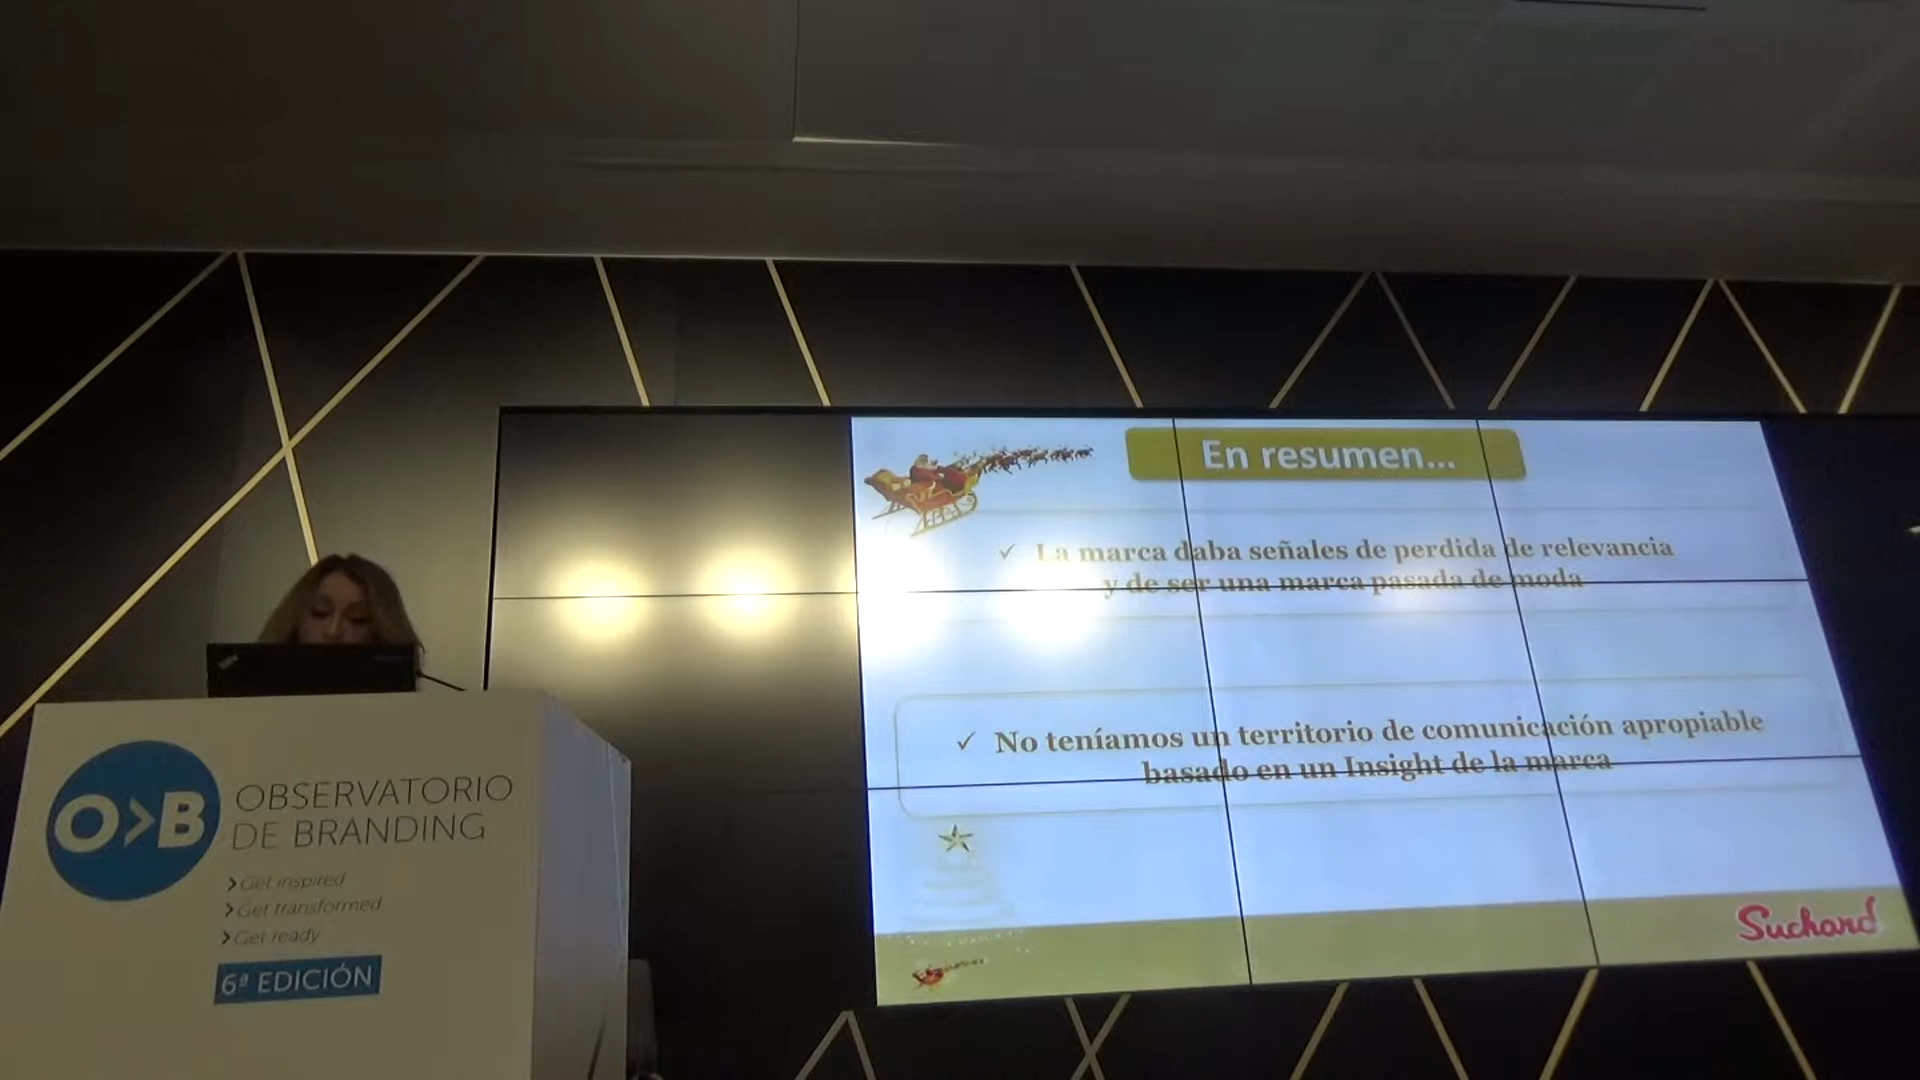 En resumen...
✓ La marca daba señales de perdida de relevancia
y de ser una marca pasada de moda
✓ No teníamos un territorio de comunicación apropiable
basado en un Insight de la marca
Suchard
O>B OBSERVATORIO
DE BRANDING
>Get inspired
>Get transformed
>Get ready
6ª EDICIÓN